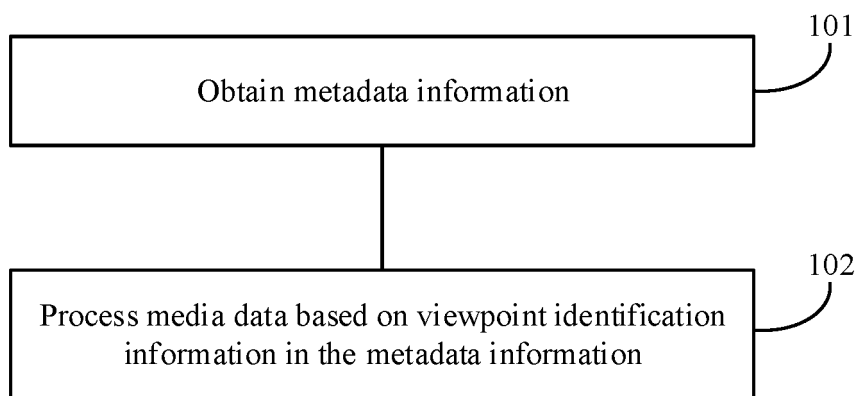 101
Obtain metadata information
102
Process media data based on viewpoint identification
information in the metadata information